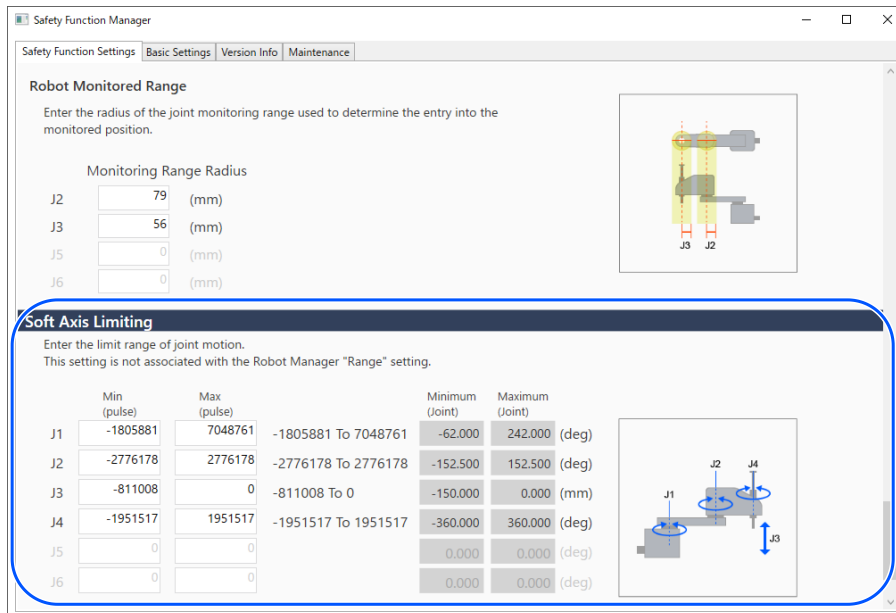 Safety Function Manager
Safety Function Settings Basic Settings Version Info Maintenance
Robot Monitored Range
Enter the radius of the joint monitoring range used to determine the entry into the
monitored position.
Monitoring Range Radius
J2 79 (mm)
J3 56 (mm)
J5 0 (mm)
J6 0 (mm)
J3 J2
Soft Axis Limiting
Enter the limit range of joint motion.
This setting is not associated with the Robot Manager "Range" setting.
Min Max Minimum Maximum
(pulse) (pulse) (Joint) (Joint)
J1 -1805881 7048761 -1805881 To 7048761 -62.000 242.000 (deg)
J2 -2776178 2776178 -2776178 To 2776178 -152.500 152.500 (deg)
J3 -811008 0 -811008 To 0 -150.000 0.000 (mm)
J4 -1951517 1951517 -1951517 To 1951517 -360.000 360.000 (deg)
J5 0 0 0.000 0.000 (deg)
J6 0 0 0.000 0.000 (deg)
J2 J4
J1
J3